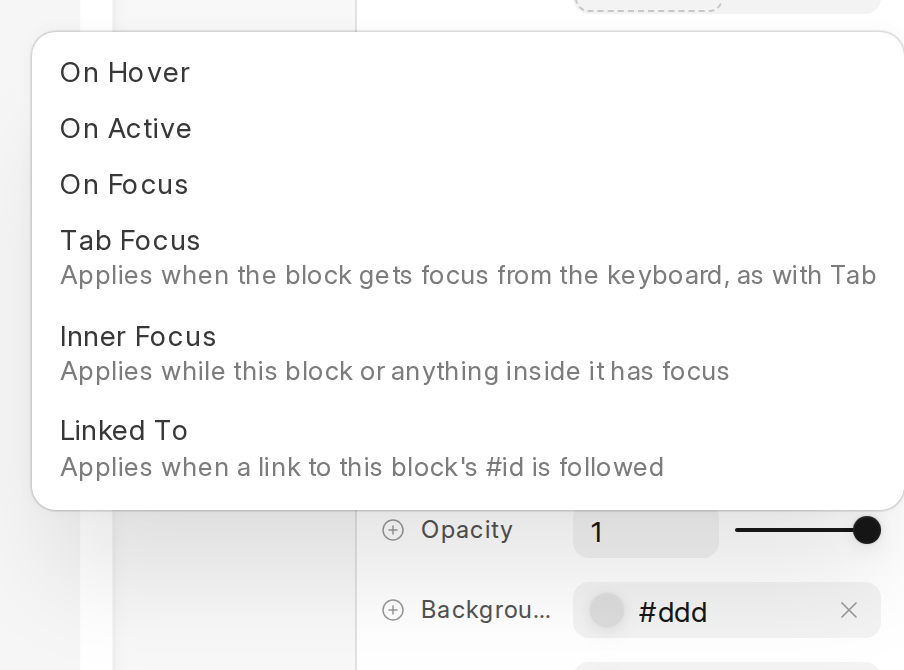 On Hover
On Active
On Focus
Tab Focus
Applies when the block gets focus from the keyboard, as with Tab
Inner Focus
Applies while this block or anything inside it has focus
Linked To
Applies when a link to this block's #id is followed
Opacity 1
Backgrou... #ddd